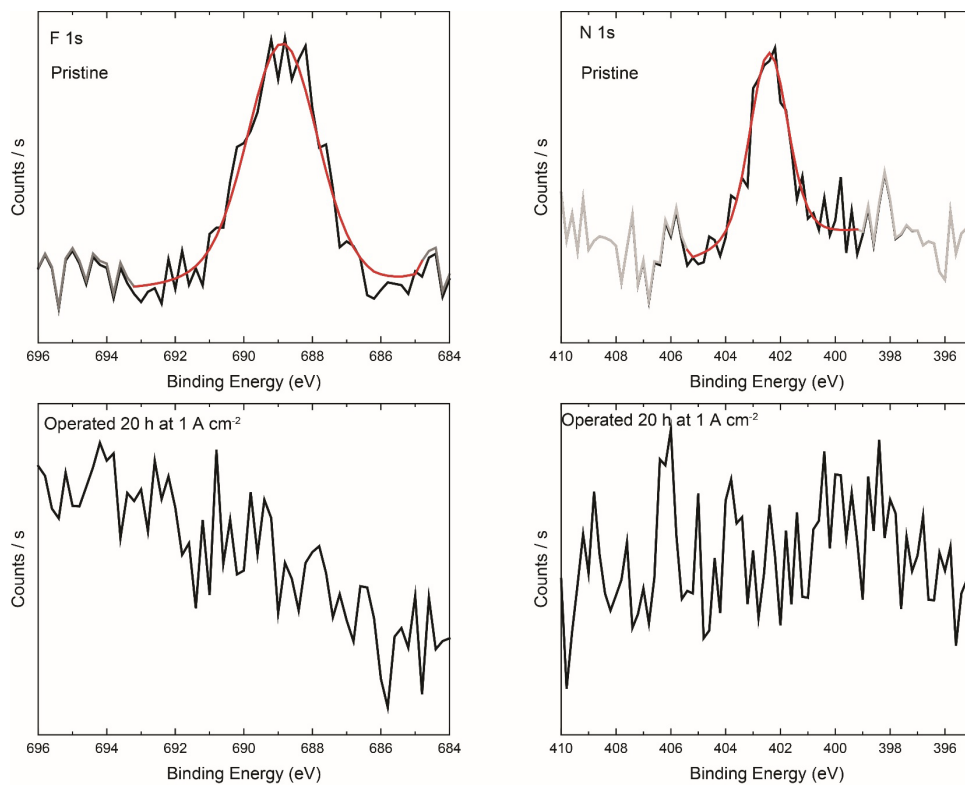 F 1s
Pristine
Counts / s
696 694 692 690 688 686 684
Binding Energy (eV)
N 1s
Pristine
Counts / s
410 408 406 404 402 400 398 396
Binding Energy (eV)
Operated 20 h at 1 A cm⁻²
Counts / s
696 694 692 690 688 686 684
Binding Energy (eV)
Operated 20 h at 1 A cm⁻²
Counts / s
410 408 406 404 402 400 398 396
Binding Energy (eV)